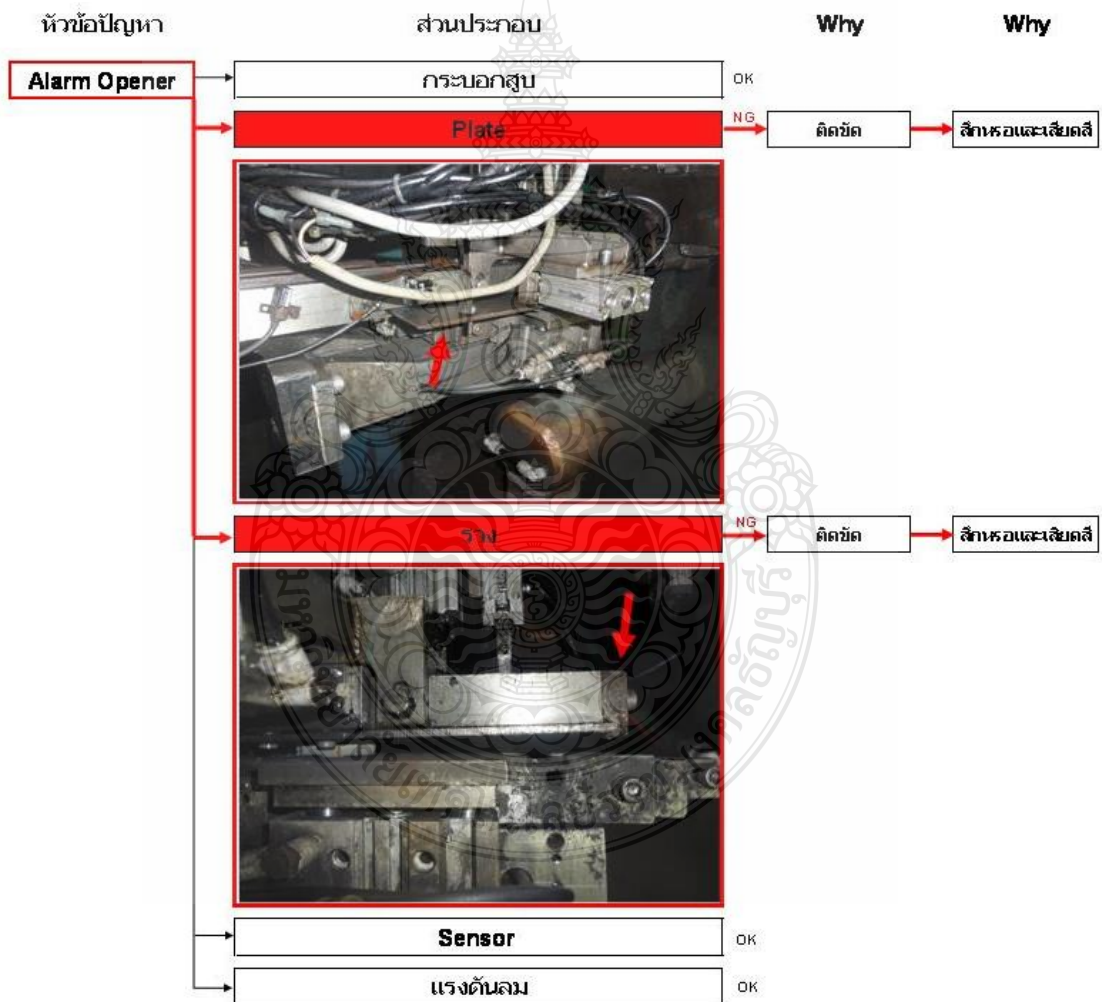 หัวข้อปัญหา ส่วนประกอบ Why Why
Alarm Opener กระบอกสูบ OK
Plate NG ติดขัด สึกหรอและเสียดสี
ราง NG ติดขัด สึกหรอและเสียดสี
Sensor OK
แรงดันลม OK